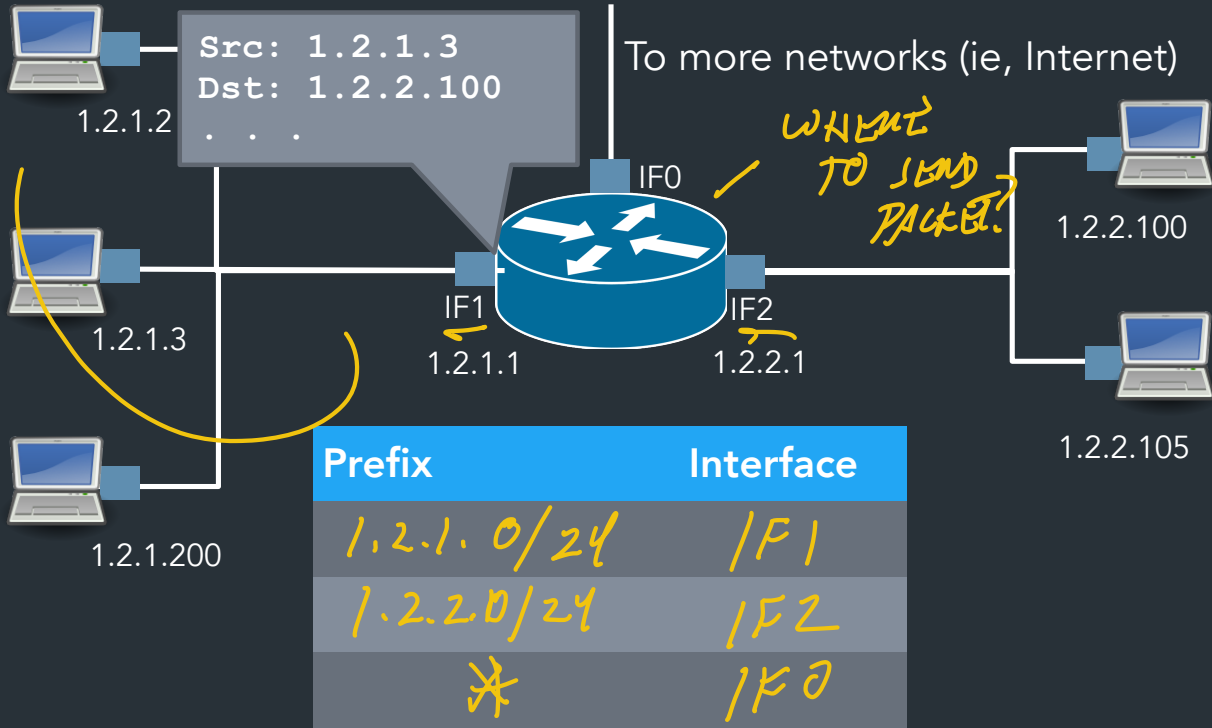 Src: 1.2.1.3
Dst: 1.2.2.100
. . .
To more networks (ie, Internet)
1.2.1.2
WHERE
TO SEND
PACKET?
IF0
1.2.2.100
1.2.1.3
IF1
1.2.1.1
IF2
1.2.2.1
1.2.2.105
1.2.1.200
Prefix Interface
1.2.1.0/24 IF1
1.2.2.0/24 IF2
* IF0